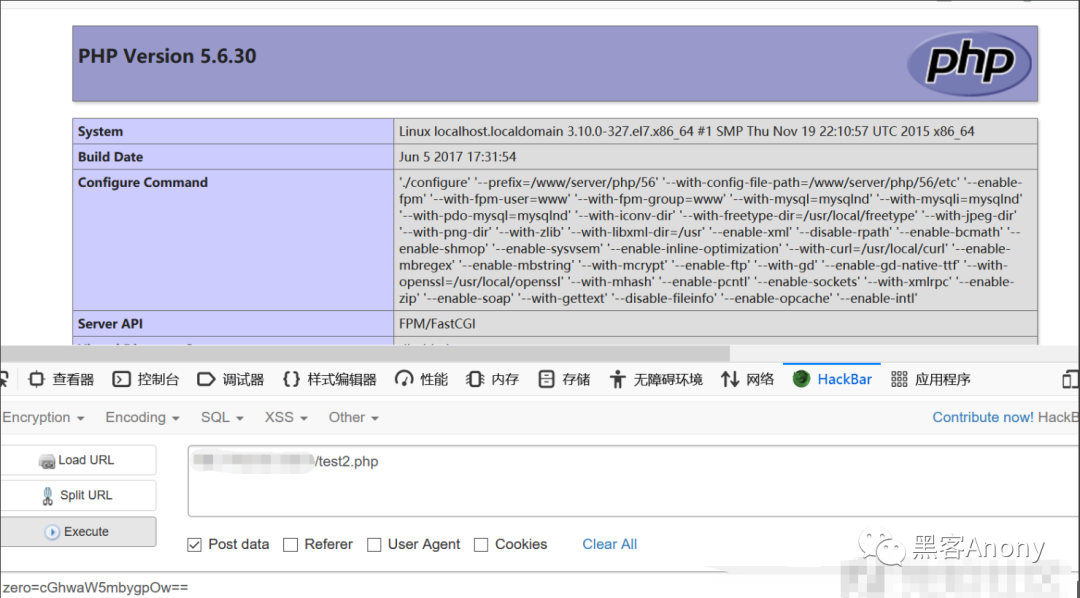 PHP Version 5.6.30
php
System
Linux localhost.localdomain 3.10.0-327.el7.x86_64 #1 SMP Thu Nov 19 22:10:57 UTC 2015 x86_64
Build Date
Jun 5 2017 17:31:54
Configure Command
'./configure' '--prefix=/www/server/php/56' '--with-config-file-path=/www/server/php/56/etc' '--enable-
fpm' '--with-fpm-user=www' '--with-fpm-group=www' '--with-mysql=mysqlnd' '--with-mysqli=mysqlnd'
'--with-pdo-mysql=mysqlnd' '--with-iconv-dir' '--with-freetype-dir=/usr/local/freetype' '--with-jpeg-dir'
'--with-png-dir' '--with-zlib' '--with-libxml-dir=/usr' '--enable-xml' '--disable-rpath' '--enable-bcmath' '--
enable-shmop' '--enable-sysvsem' '--enable-inline-optimization' '--with-curl=/usr/local/curl' '--enable-
mbregex' '--enable-mbstring' '--with-mcrypt' '--enable-ftp' '--with-gd' '--enable-gd-native-ttf' '--with-
openssl=/usr/local/openssl' '--with-mhash' '--enable-pcntl' '--enable-sockets' '--with-xmlrpc' '--enable-
zip' '--enable-soap' '--with-gettext' '--disable-fileinfo' '--enable-opcache' '--enable-intl'
Server API
FPM/FastCGI
查看器 控制台 调试器 样式编辑器 性能 内存 存储 无障碍环境 网络 HackBar 应用程序
Encryption Encoding SQL XSS Other Contribute now! HackB
Load URL
/test2.php
Split URL
Execute
Post data Referer User Agent Cookies Clear All
黑客Anony
zero=cGhwaW5mbygpOw==